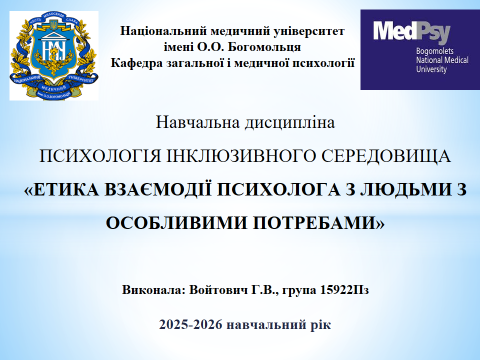 Національний медичний університет
імені О.О. Богомольця
Кафедра загальної і медичної психології
MedPsy
Bogomolets
National Medical
University
Навчальна дисципліна
ПСИХОЛОГІЯ ІНКЛЮЗИВНОГО СЕРЕДОВИЩА
«ЕТИКА ВЗАЄМОДІЇ ПСИХОЛОГА З ЛЮДЬМИ З
ОСОБЛИВИМИ ПОТРЕБАМИ»
Виконала: Войтович Г.В., група 15922ІІз
2025-2026 навчальний рік